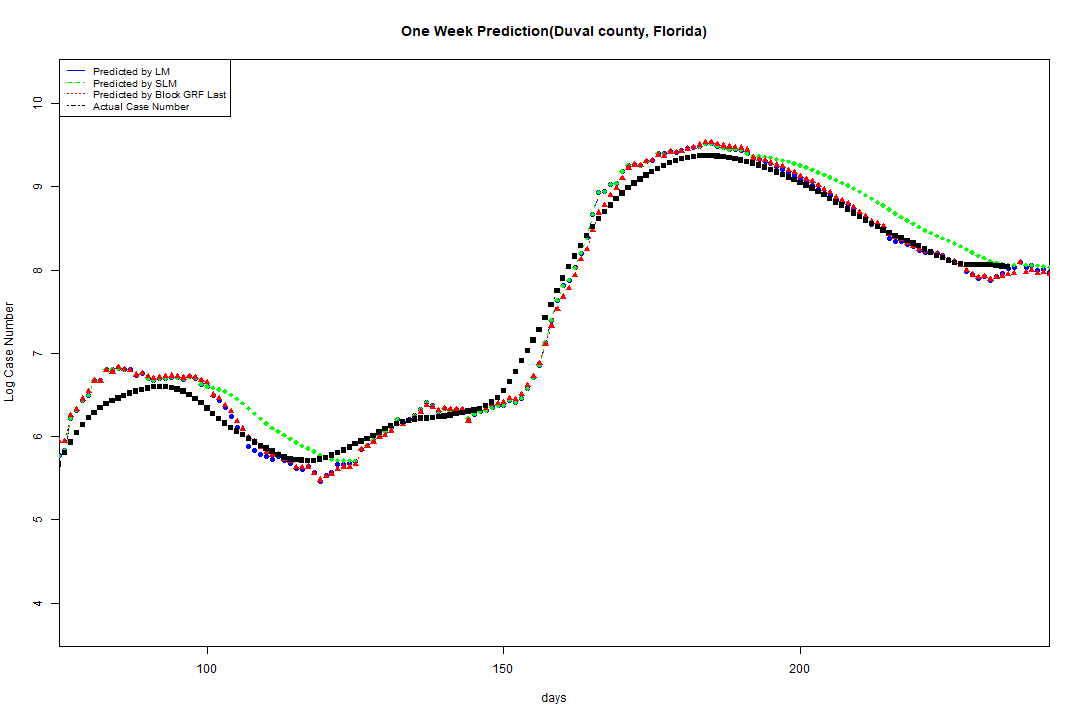 One Week Prediction(Duval county, Florida)
Predicted by LM
Predicted by SLM
Predicted by Block GRF Last
Actual Case Number
10
9
8
7
6
5
4
Log Case Number
100
150
200
days